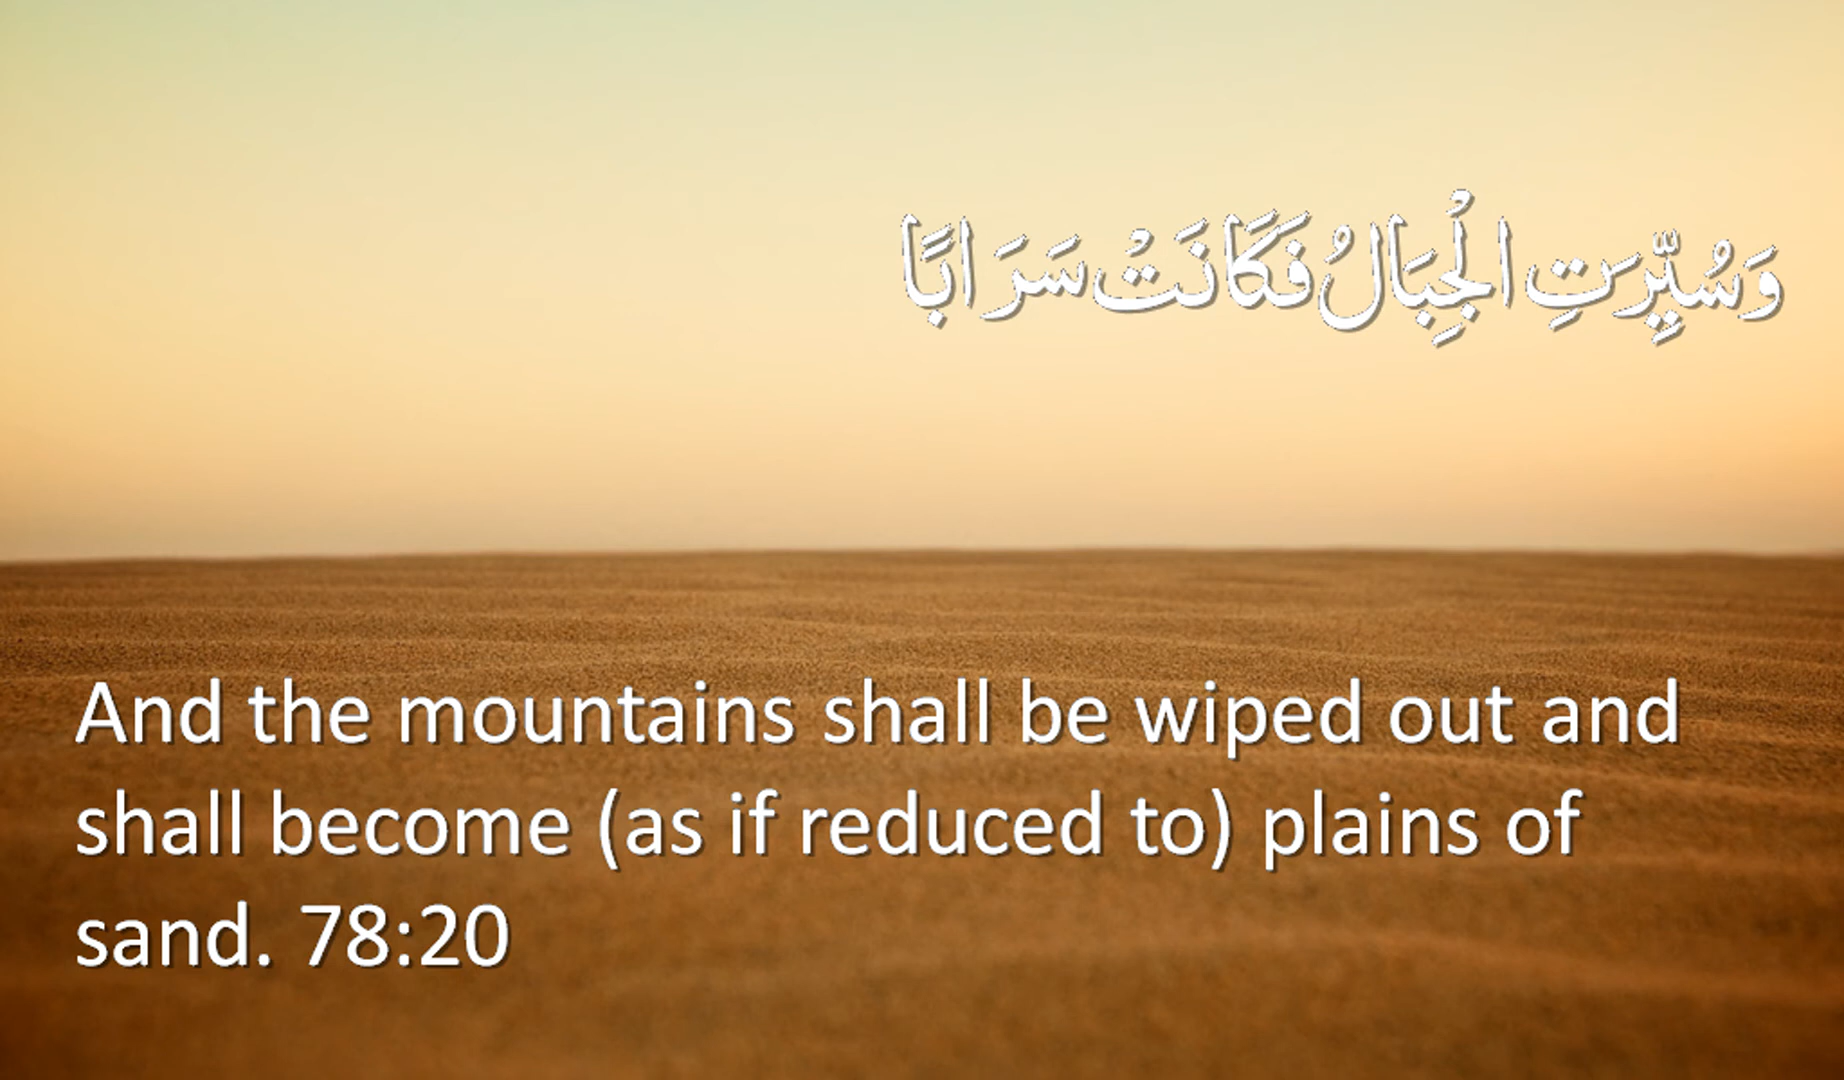 وَسُيِّرَتِ الْجِبَالُ فَكَانَتْ سَرَابًا
And the mountains shall be wiped out and
shall become (as if reduced to) plains of
sand. 78:20